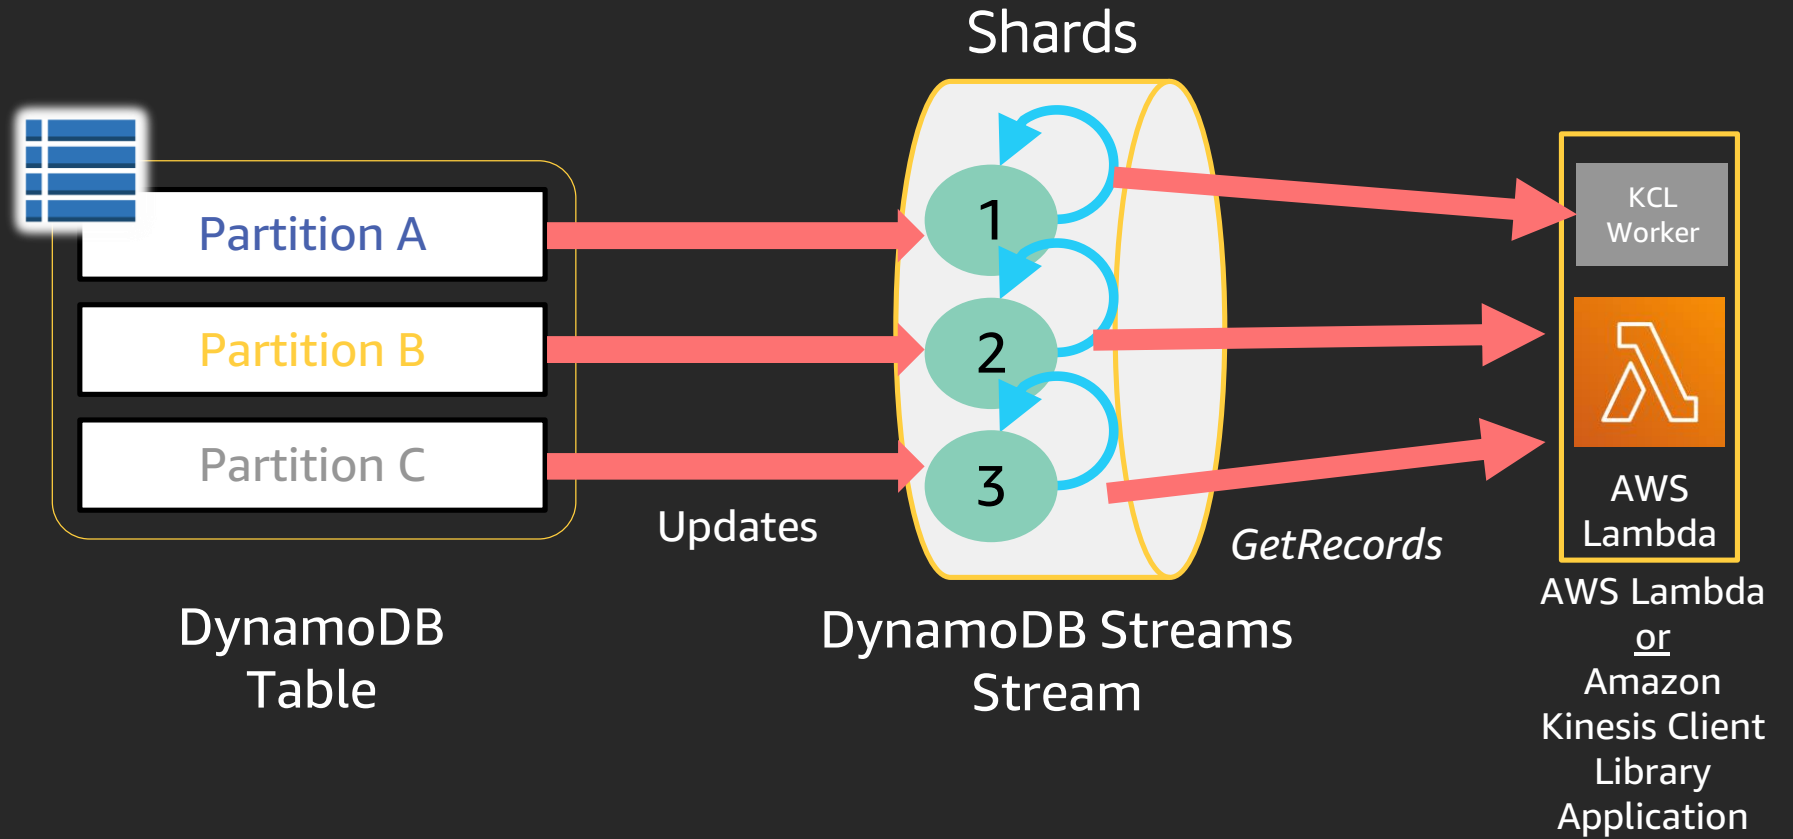 Shards
Partition A
Partition B
Partition C
Updates
DynamoDB
Table
1
2
3
DynamoDB Streams
Stream
GetRecords
KCL
Worker
AWS
Lambda
AWS Lambda
or
Amazon
Kinesis Client
Library
Application